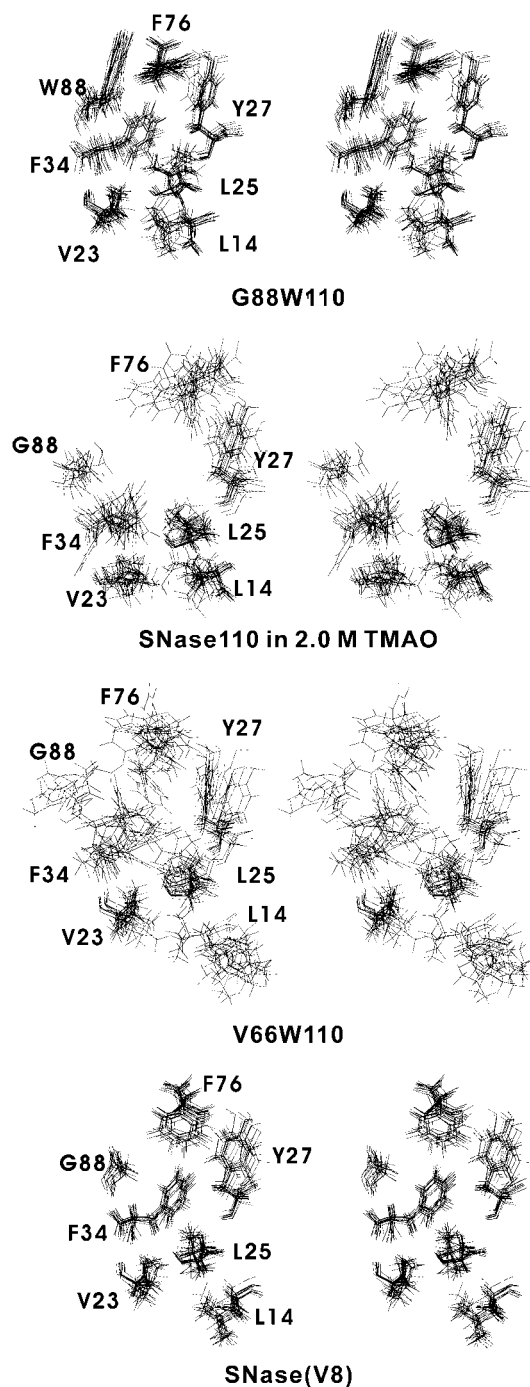 F76
W88
Y27
F34
L25
V23
L14
G88W110
F76
G88
Y27
F34
L25
V23
L14
SNase110 in 2.0 M TMAO
F76
Y27
G88
F34
L25
V23
L14
V66W110
F76
G88
Y27
F34
L25
V23
L14
SNase(V8)